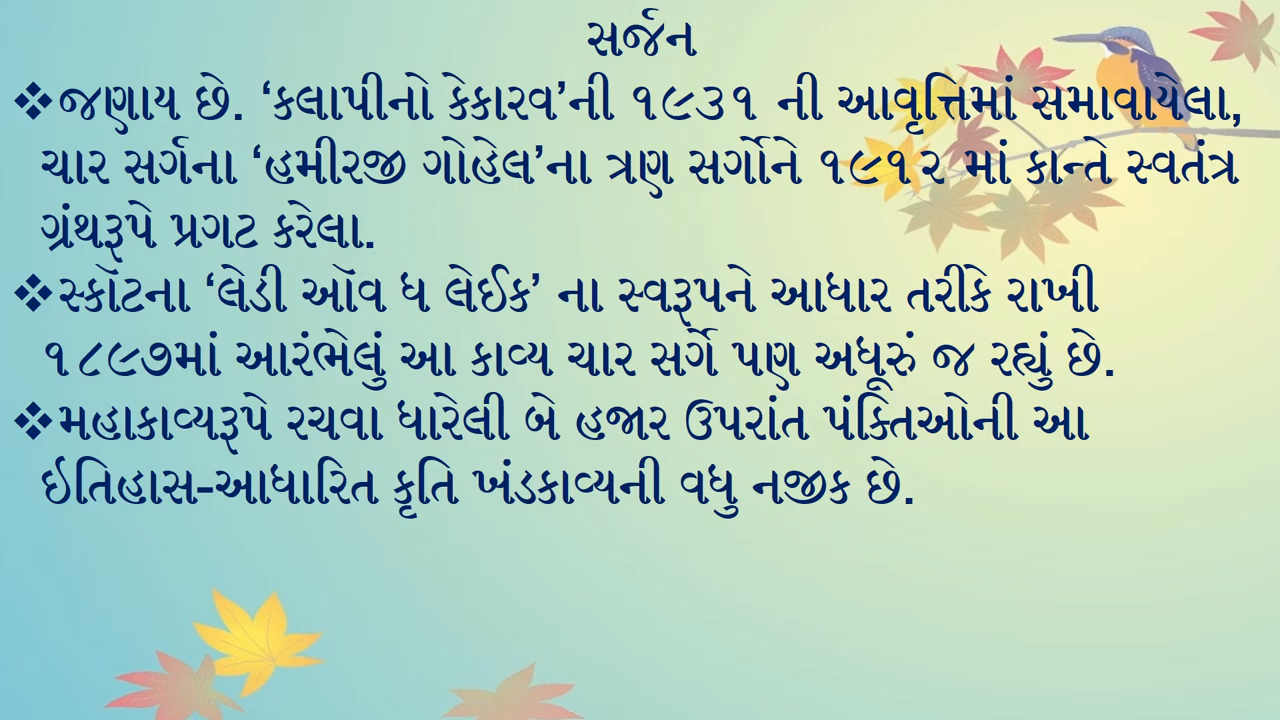 સર્જન
❖જણાય છે. ‘કલાપીનો કેકારવ’ની ૧૯૩૧ ની આવૃત્તિમાં સમાવાયેલા,
ચાર સર્ગના ‘હમીરજી ગોહેલ’ના ત્રણ સર્ગોને ૧૯૧૨ માં કાન્તે સ્વતંત્ર
ગ્રંથરૂપે પ્રગટ કરેલા.
❖સ્કૉટના ‘લેડી ઑવ ધ લેઈક’ ના સ્વરૂપને આધાર તરીકે રાખી
૧૮૯૭માં આરંભેલું આ કાવ્ય ચાર સર્ગે પણ અધૂરું જ રહ્યું છે.
❖મહાકાવ્યરૂપે રચવા ધારેલી બે હજાર ઉપરાંત પંક્તિઓની આ
ઇતિહાસ-આધારિત કૃતિ ખંડકાવ્યની વધુ નજીક છે.